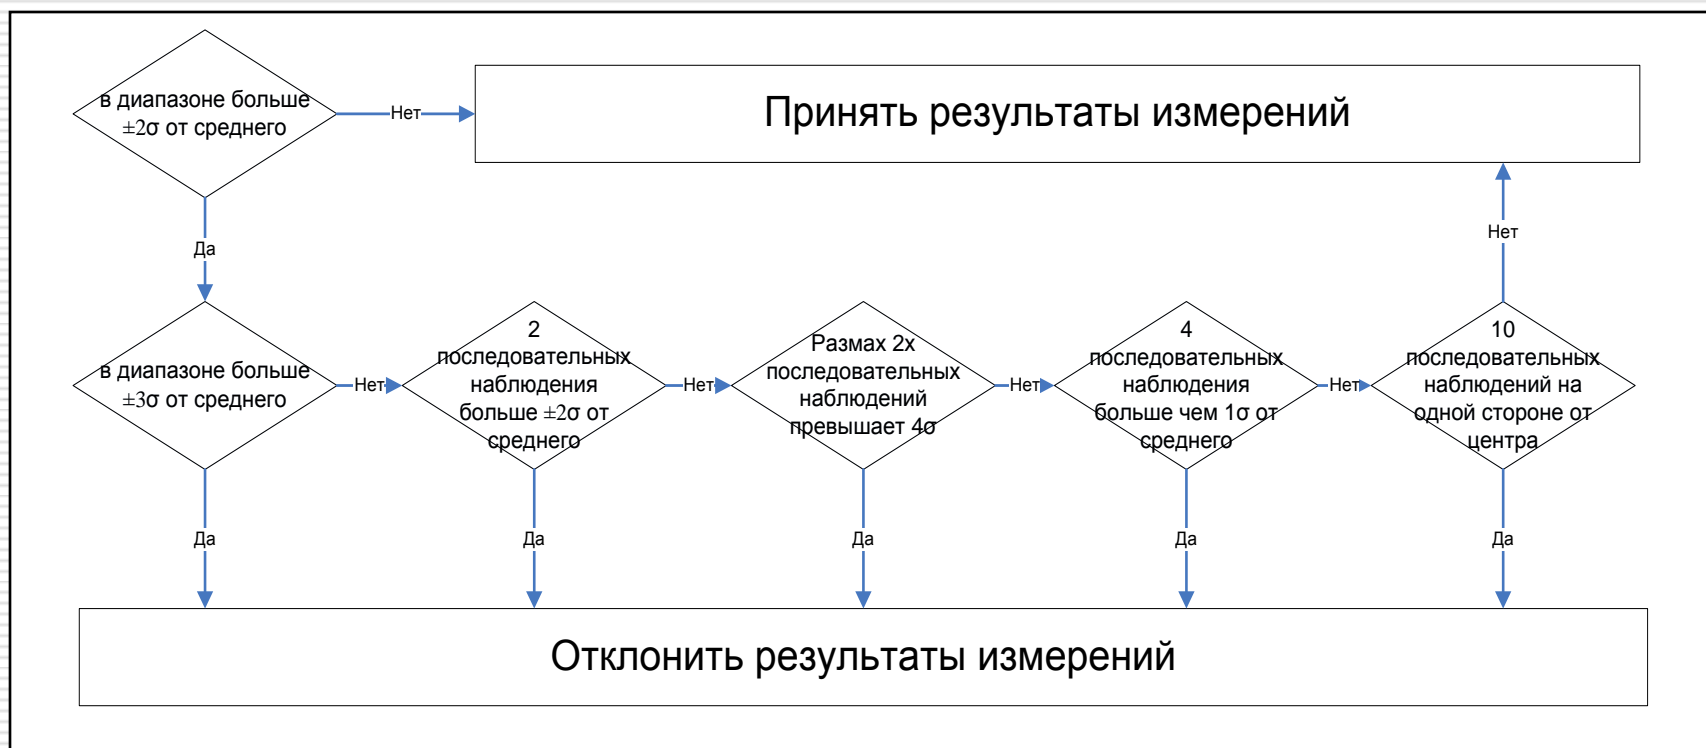 в диапазоне больше
±2σ от среднего
Нет
Принять результаты измерений
Да
Нет
в диапазоне больше
±3σ от среднего
Нет
2
последовательных
наблюдения
больше ±2σ от
среднего
Нет
Размах 2х
последовательных
наблюдений
превышает 4σ
Нет
4
последовательных
наблюдения
больше чем 1σ от
среднего
Нет
10
последовательных
наблюдений на
одной стороне от
центра
Да
Да
Да
Да
Да
Отклонить результаты измерений